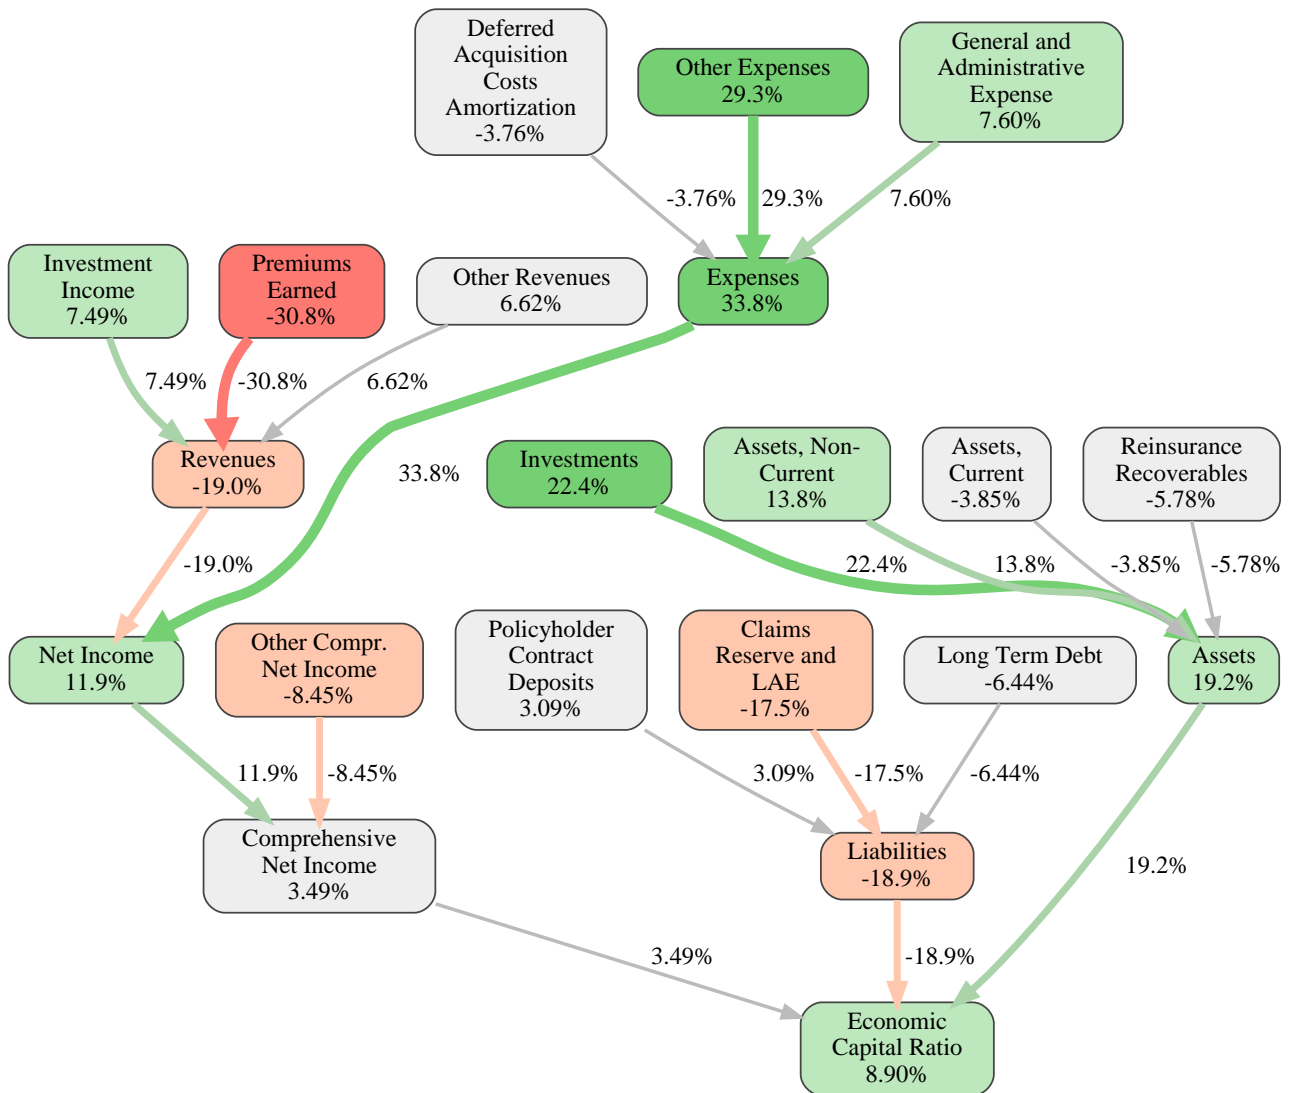 Deferred
Acquisition
Costs
Amortization
-3.76%
Other Expenses
29.3%
General and
Administrative
Expense
7.60%
-3.76%
29.3%
7.60%
Investment
Income
7.49%
Premiums
Earned
-30.8%
Other Revenues
6.62%
Expenses
33.8%
7.49%
-30.8%
6.62%
33.8%
Revenues
-19.0%
Investments
22.4%
Assets, Non-
Current
13.8%
Assets,
Current
-3.85%
Reinsurance
Recoverables
-5.78%
-19.0%
22.4%
13.8%
-3.85%
-5.78%
Net Income
11.9%
Other Compr.
Net Income
-8.45%
Policyholder
Contract
Deposits
3.09%
Claims
Reserve and
LAE
-17.5%
Long Term Debt
-6.44%
Assets
19.2%
11.9%
-8.45%
3.09%
-17.5%
-6.44%
19.2%
Comprehensive
Net Income
3.49%
Liabilities
-18.9%
3.49%
-18.9%
Economic
Capital Ratio
8.90%